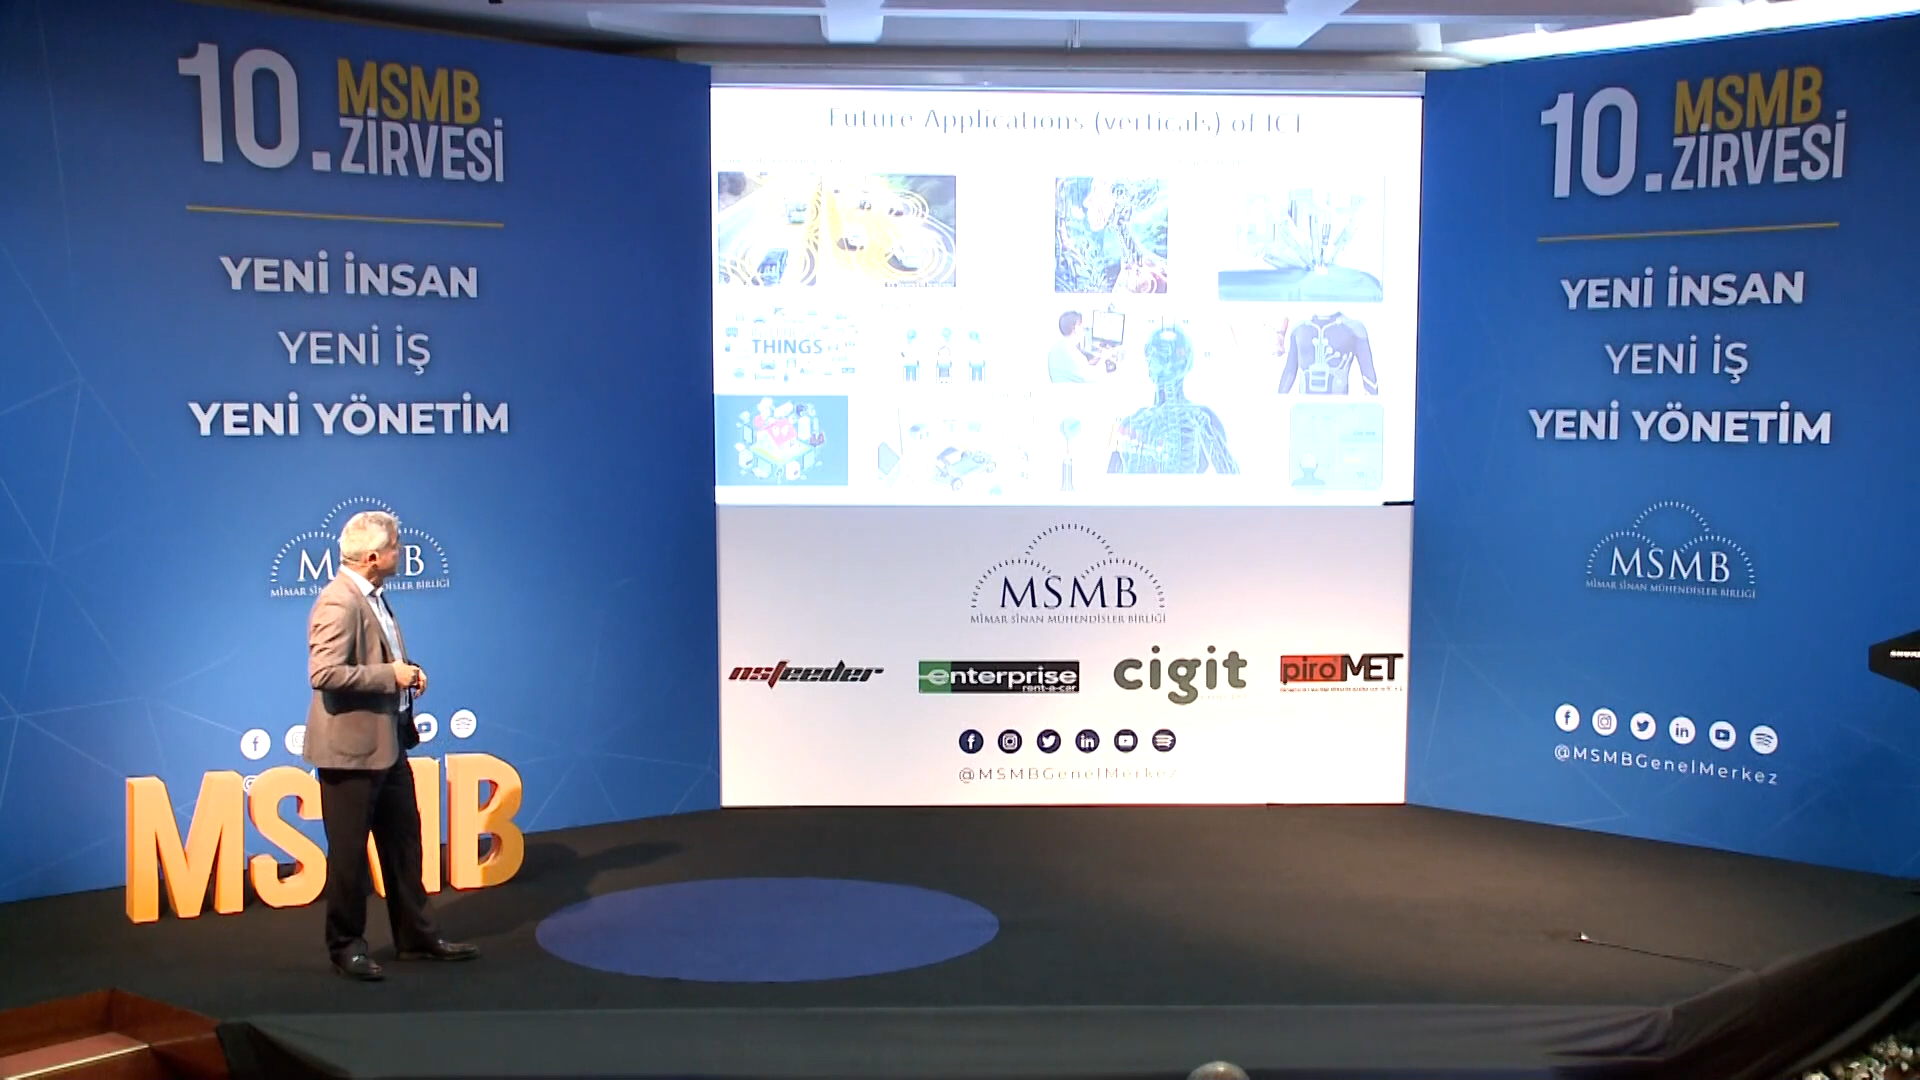 10. MSMB
ZİRVESİ
YENİ İNSAN
YENİ İŞ
YENİ YÖNETİM
MİMAR SİNAN MÜHENDİSLER BİRLİĞİ
MSMB
Future Applications (verticals) of ICT
THINGS
MSMB
MİMAR SİNAN MÜHENDİSLER BİRLİĞİ
nsfeeder
enterprise
rent-a-car
cigit
piroMET
@MSMBGenelMerkez
10. MSMB
ZİRVESİ
YENİ İNSAN
YENİ İŞ
YENİ YÖNETİM
MSMB
MİMAR SİNAN MÜHENDİSLER BİRLİĞİ
@MSMBGenelMerkez